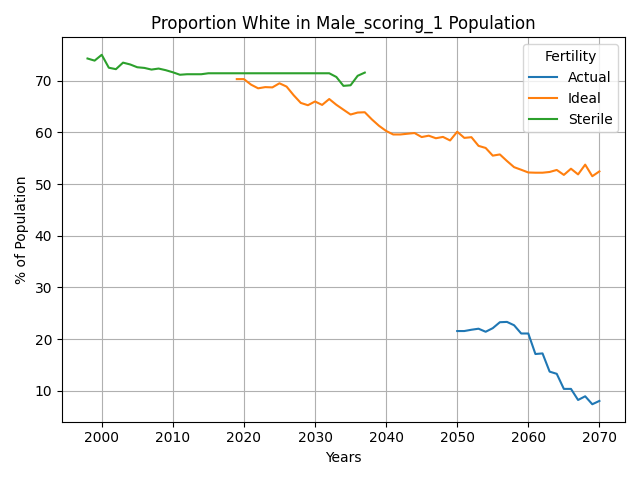 Proportion White in Male_scoring_1 Population
Fertility
Actual
Ideal
Sterile
% of Population
70
60
50
40
30
20
10
2000 2010 2020 2030 2040 2050 2060 2070
Years